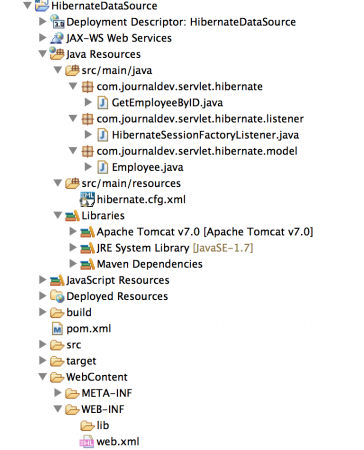 HibernateDataSource
Deployment Descriptor: HibernateDataSource
JAX-WS Web Services
Java Resources
src/main/java
com.journaldev.servlet.hibernate
GetEmployeeByID.java
com.journaldev.servlet.hibernate.listener
HibernateSessionFactoryListener.java
com.journaldev.servlet.hibernate.model
Employee.java
src/main/resources
hibernate.cfg.xml
Libraries
Apache Tomcat v7.0 [Apache Tomcat v7.0]
JRE System Library [JavaSE-1.7]
Maven Dependencies
JavaScript Resources
Deployed Resources
build
pom.xml
src
target
WebContent
META-INF
WEB-INF
lib
web.xml